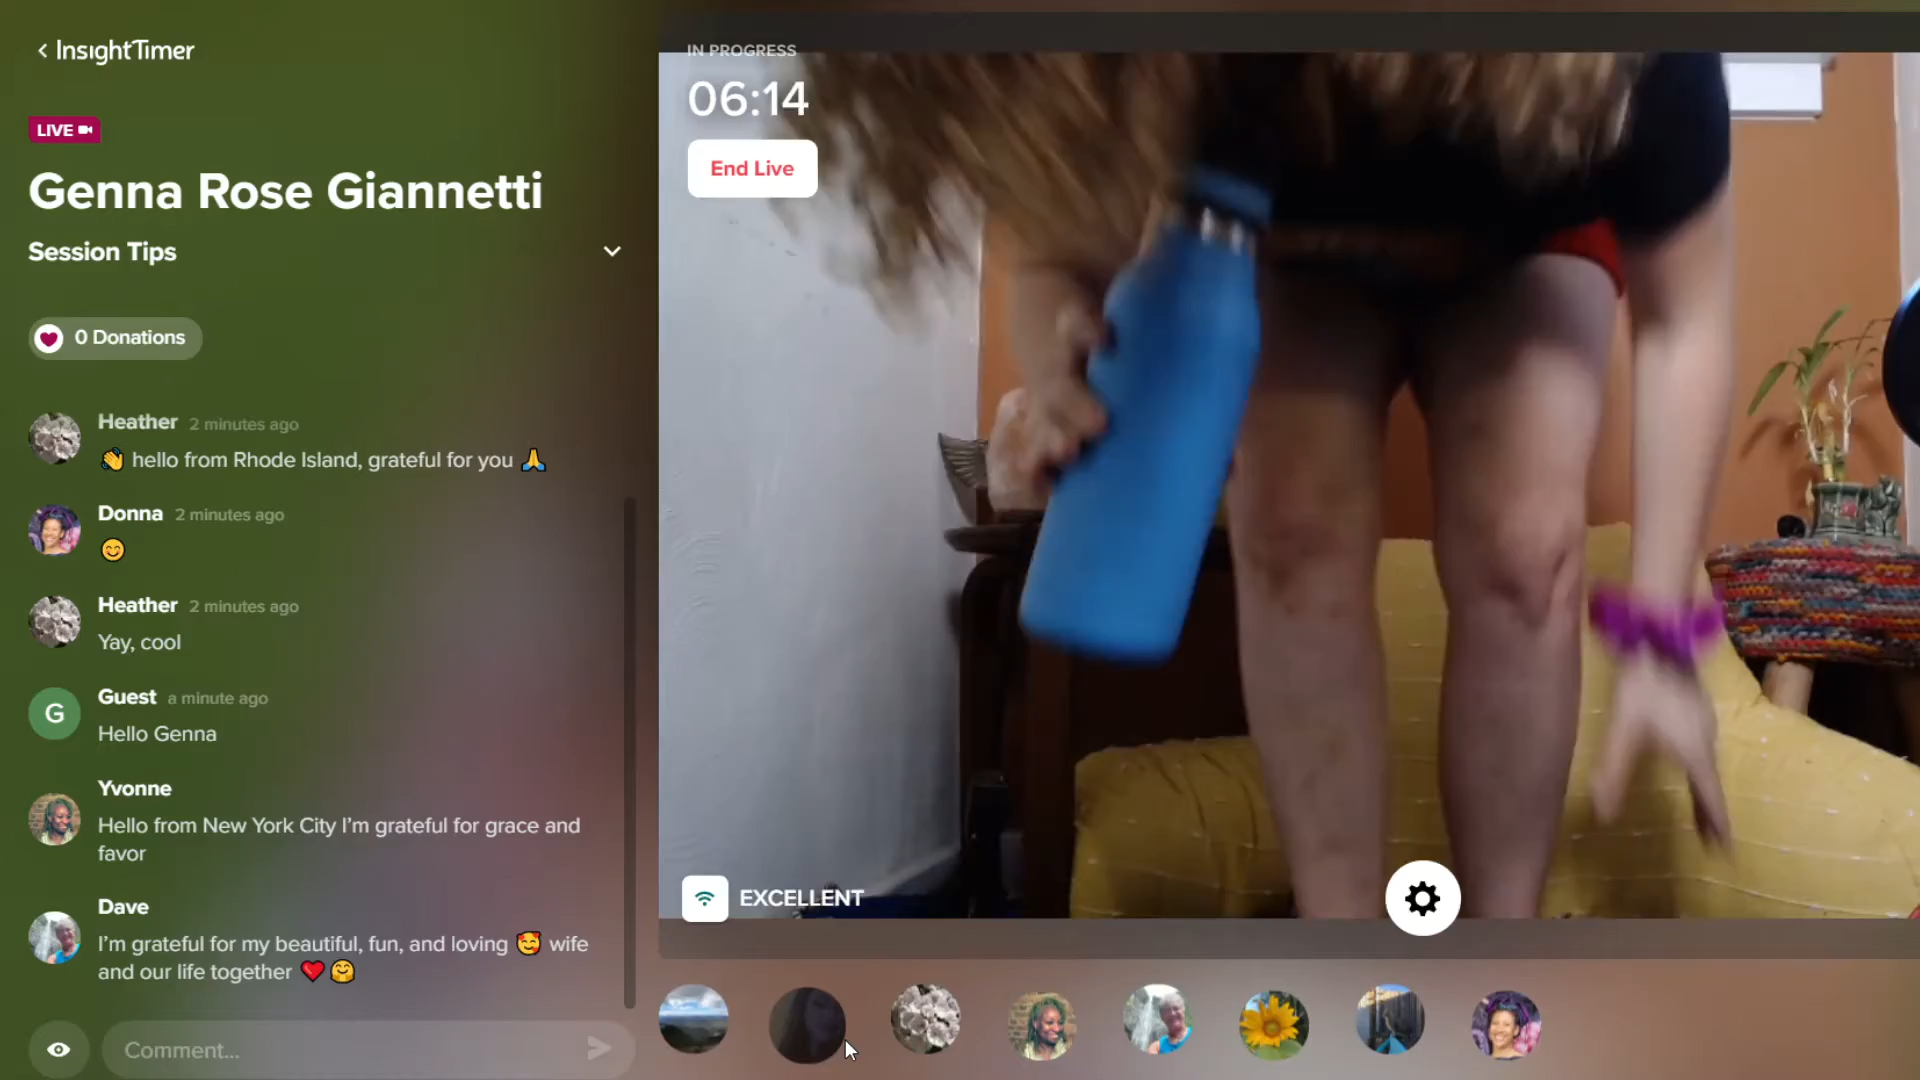 InsightTimer
LIVE
Genna Rose Giannetti
Session Tips
0 Donations
Heather 2 minutes ago
👋 hello from Rhode Island, grateful for you 🙏
Donna 2 minutes ago
😊
Heather 2 minutes ago
Yay, cool
G
Guest a minute ago
Hello Genna
Yvonne
Hello from New York City I’m grateful for grace and
favor
Dave
I’m grateful for my beautiful, fun, and loving 🥰 wife
and our life together ❤️🤗
Comment...
IN PROGRESS
06:14
End Live
EXCELLENT